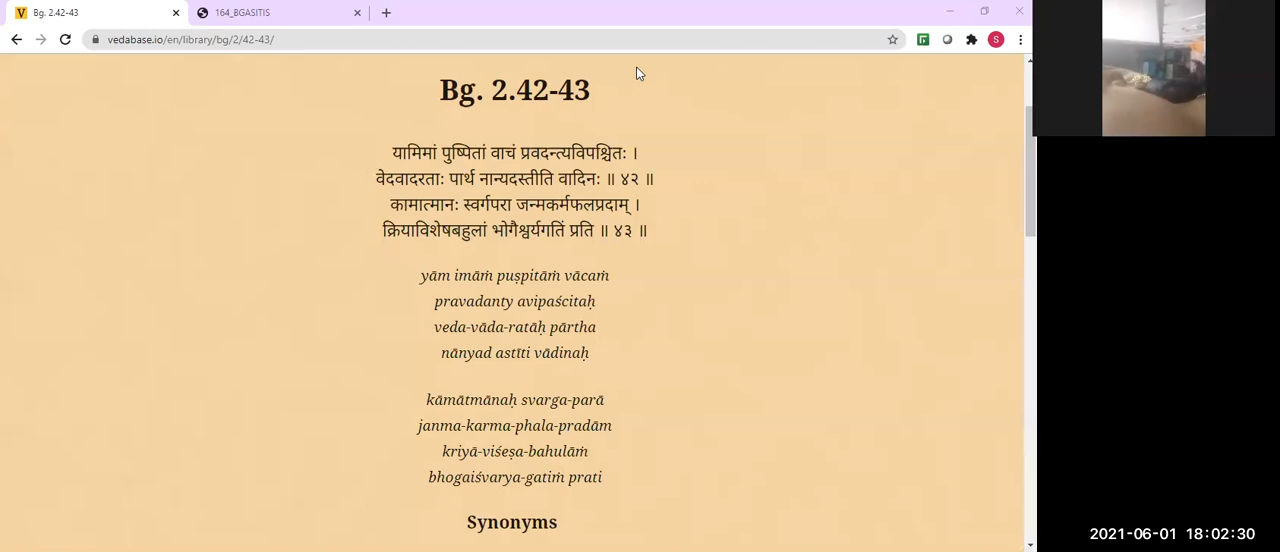 Bg. 2.42-43
164_BGASITIS
vedabase.io/en/library/bg/2/42-43/
S
Bg. 2.42-43
यामिमां पुष्पितां वाचं प्रवदन्त्यविपश्चितः ।
वेदवादरताः पार्थ नान्यदस्तीति वादिनः ॥ ४२ ॥
कामात्मानः स्वर्गपरा जन्मकर्मफलप्रदाम् ।
क्रियाविशेषबहुलां भोगैश्वर्यगतिं प्रति ॥ ४३ ॥
yām imāṁ puṣpitāṁ vācaṁ
pravadanty avipaścitaḥ
veda-vāda-ratāḥ pārtha
nānyad astīti vādinaḥ
kāmātmānaḥ svarga-parā
janma-karma-phala-pradām
kriyā-viśeṣa-bahulāṁ
bhogaiśvarya-gatiṁ prati
Synonyms
2021-06-01 18:02:30